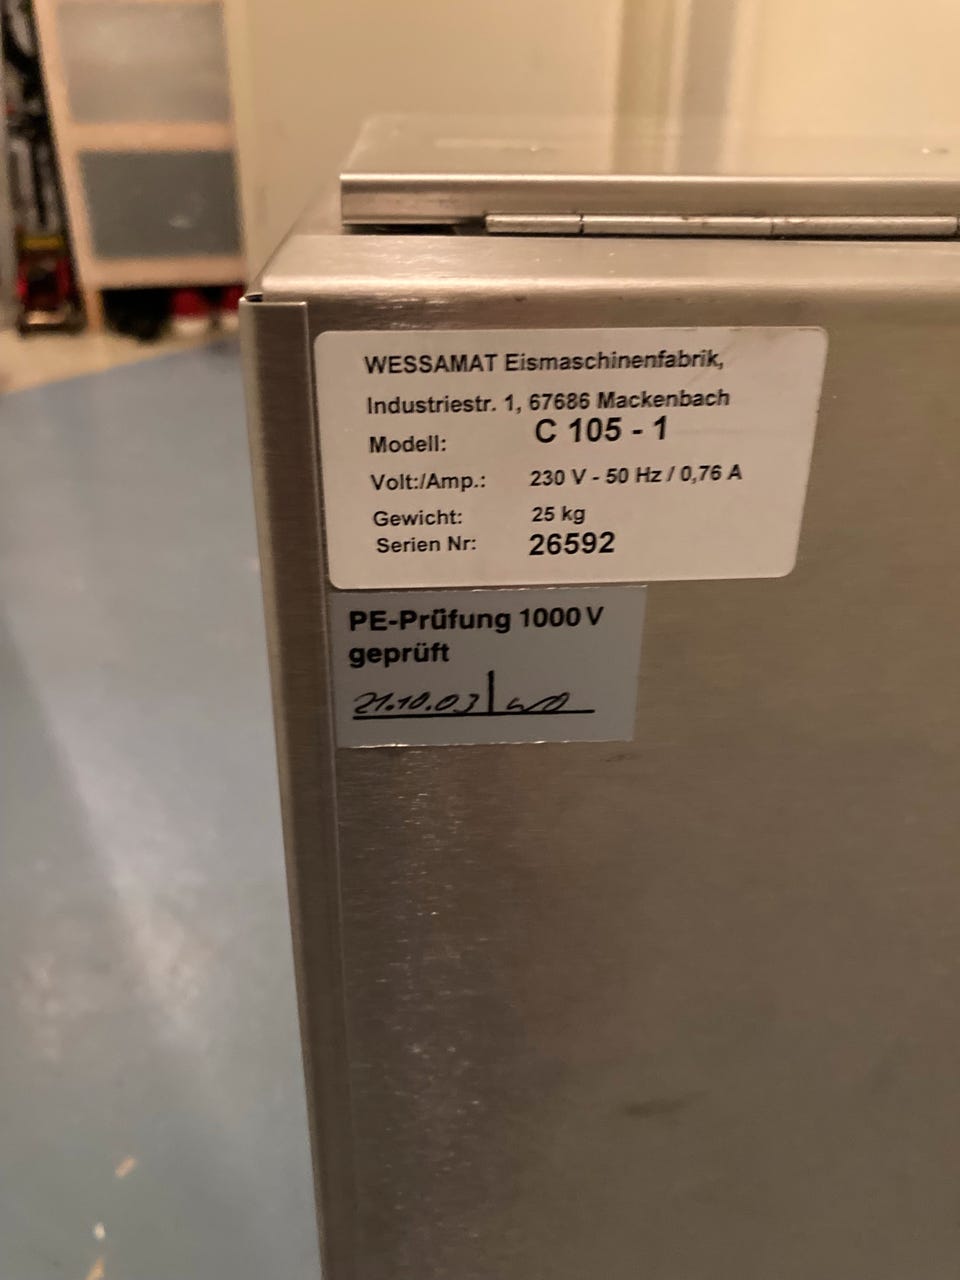 WESSAMAT Eismaschinenfabrik,
Industriestr. 1, 67686 Mackenbach
Modell: C 105 - 1
Volt:/Amp.: 230 V - 50 Hz / 0,76 A
Gewicht: 25 kg
Serien Nr: 26592
PE-Prüfung 1000 V
geprüft
21.10.03